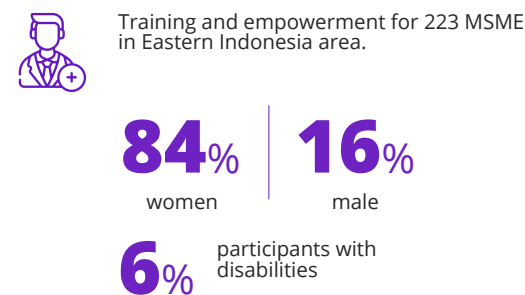 Training and empowerment for 223 MSME
in Eastern Indonesia area.
84% 16%
women male
6% participants with
disabilities